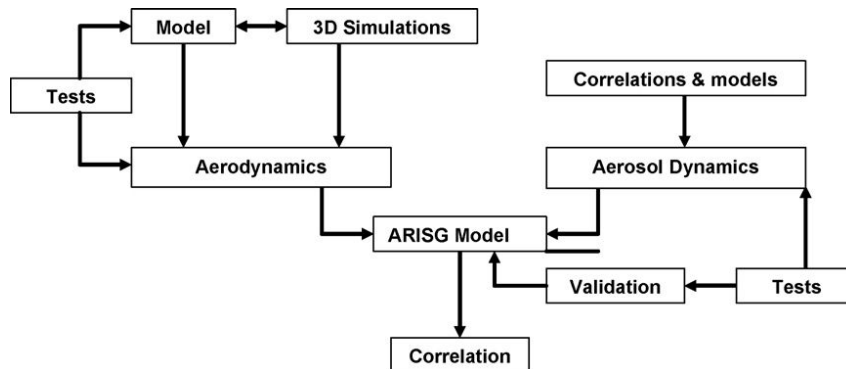 Model
3D Simulations
Tests
Correlations & models
Aerodynamics
Aerosol Dynamics
ARISG Model
Validation
Tests
Correlation